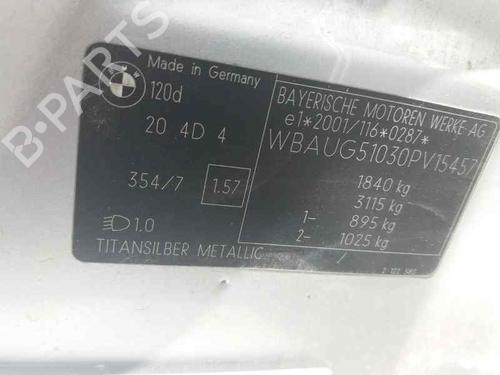 B-PARTS
Made in Germany
120d
20 4D 4
354/7 1.57
1.0
TITANSILBER METALLIC
BAYERISCHE MOTOREN WERKE AG
e1*2001/116*0287*
WBAUG51030PV15457
1840 kg
3115 kg
1- 895 kg
2- 1025 kg
/